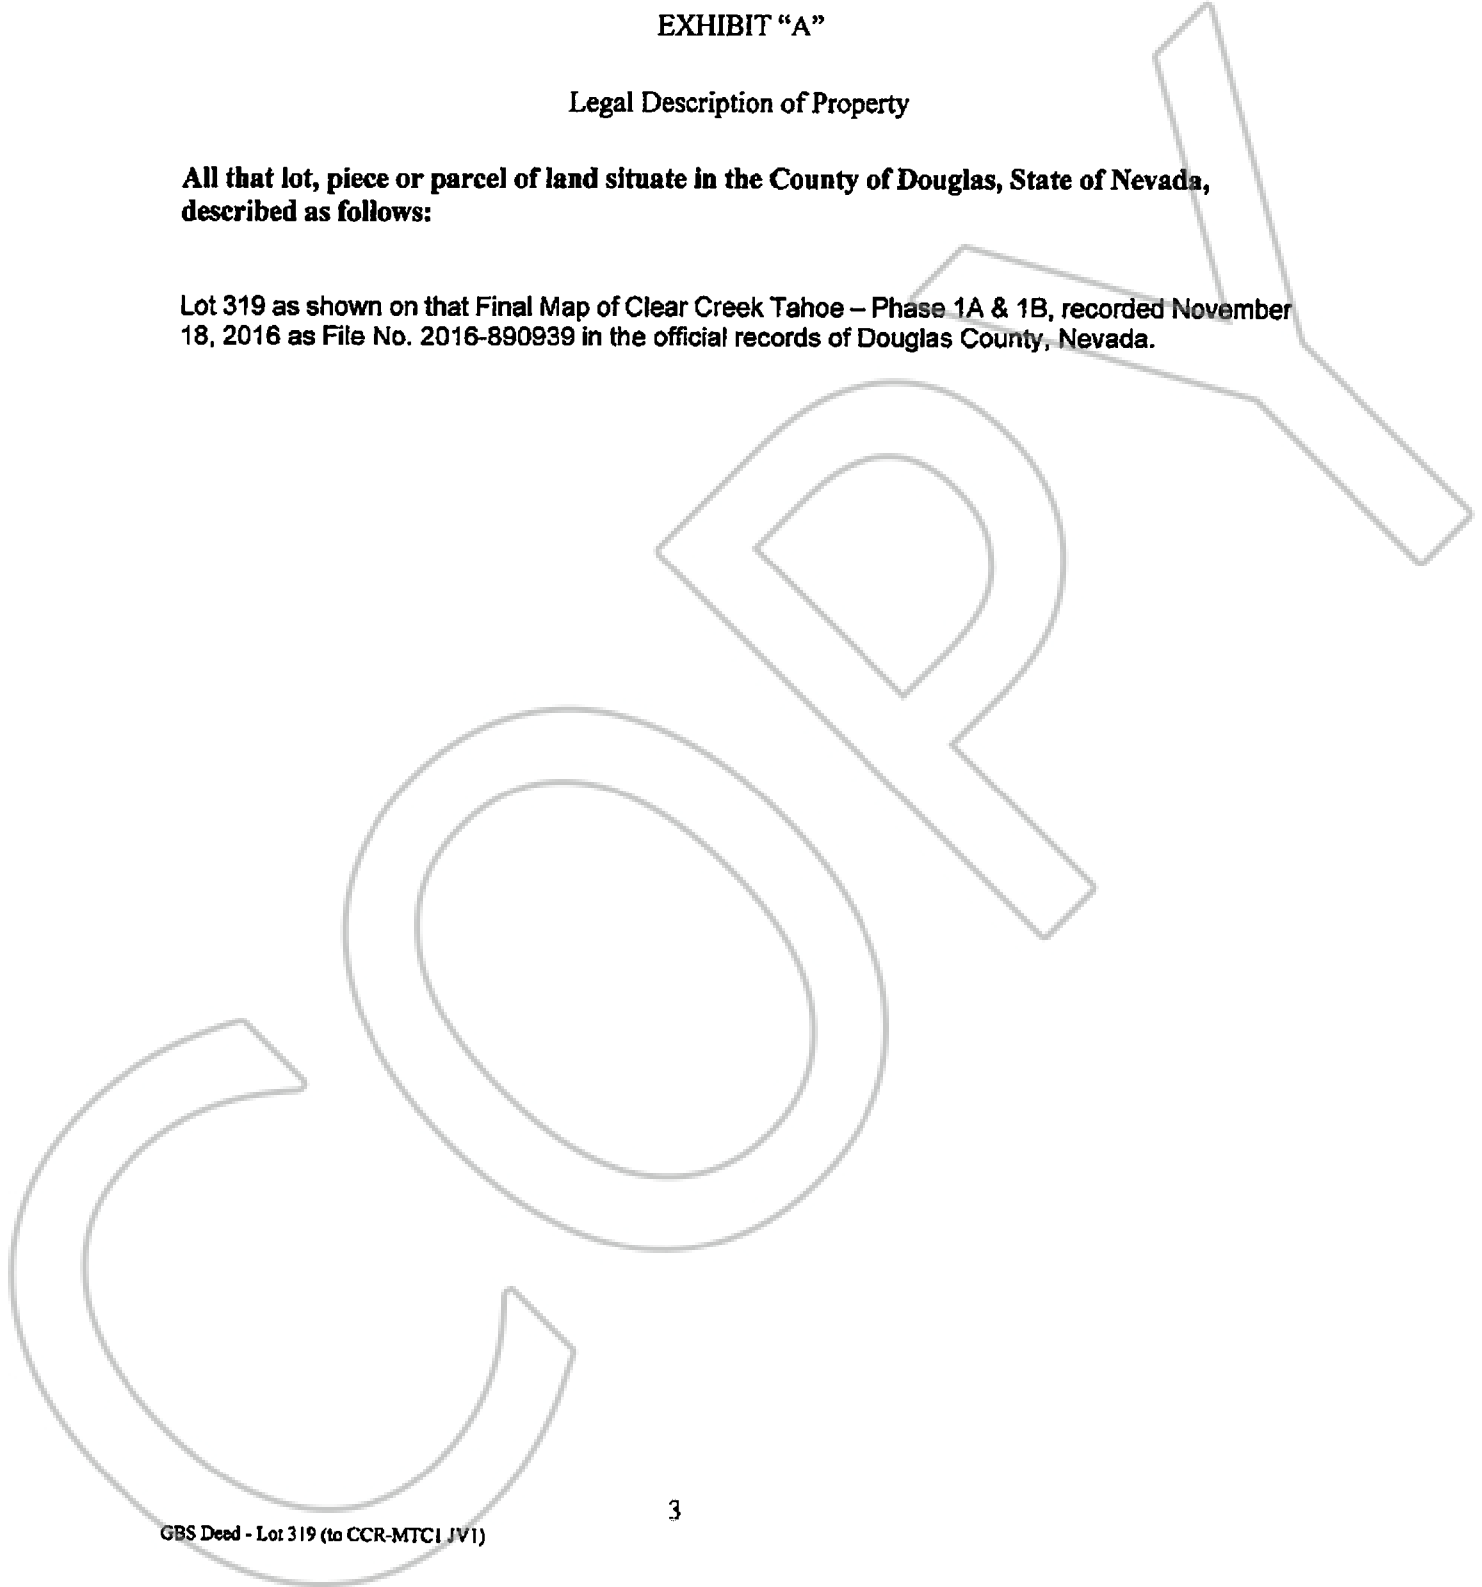 EXHIBIT “A”
Legal Description of Property
All that lot, piece or parcel of land situate in the County of Douglas, State of Nevada,
described as follows:
Lot 319 as shown on that Final Map of Clear Creek Tahoe – Phase 1A & 1B, recorded November
18, 2016 as File No. 2016-890939 in the official records of Douglas County, Nevada.
COPY
3
GBS Deed - Lot 319 (to CCR-MTC1 JV1)